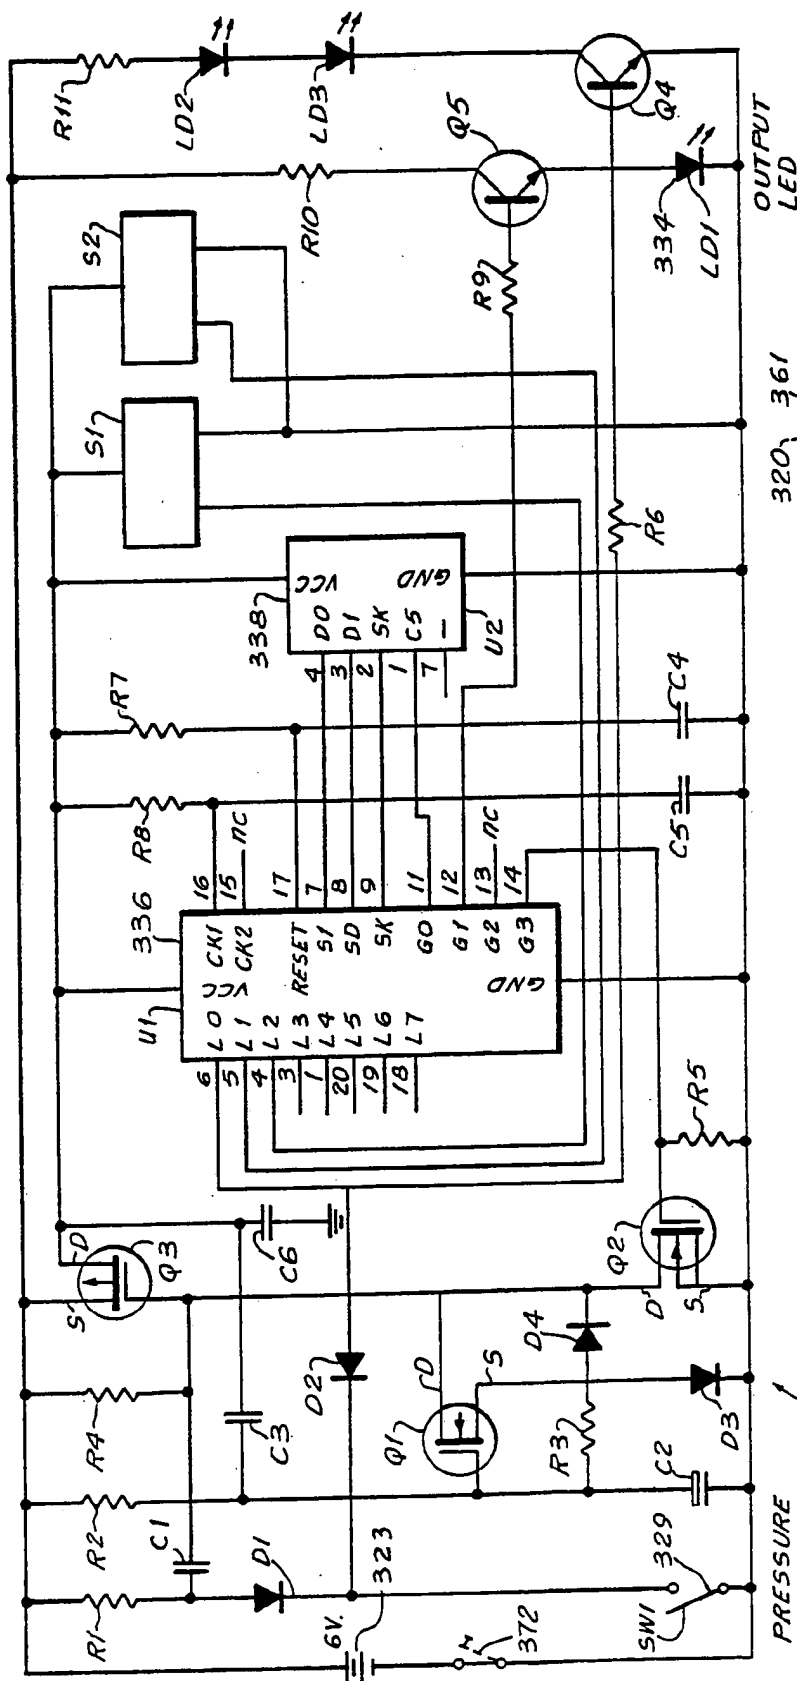 R11
LD2
LD3
Q4
Q5
R10
R9
334
LD1
OUTPUT
LED
S2
S1
R6
320
361
338
VCC
GND
DO
D1
SK
C5
—
4
3
2
1
7
U2
R7
R8
C4
C5
336
U1
16
15
nc
17
7
8
9
11
12
13
nc
14
CK1
CK2
RESET
S1
SD
SK
G0
G1
G2
G3
VCC
GND
L0
L1
L2
L3
L4
L5
L6
L7
6
5
4
3
1
20
19
18
R5
Q2
D
S
Q3
S
D
C6
D2
C3
Q1
D
S
D4
R3
D3
C2
R4
R2
C1
R1
D1
6V.
323
372
SW1
329
PRESSURE